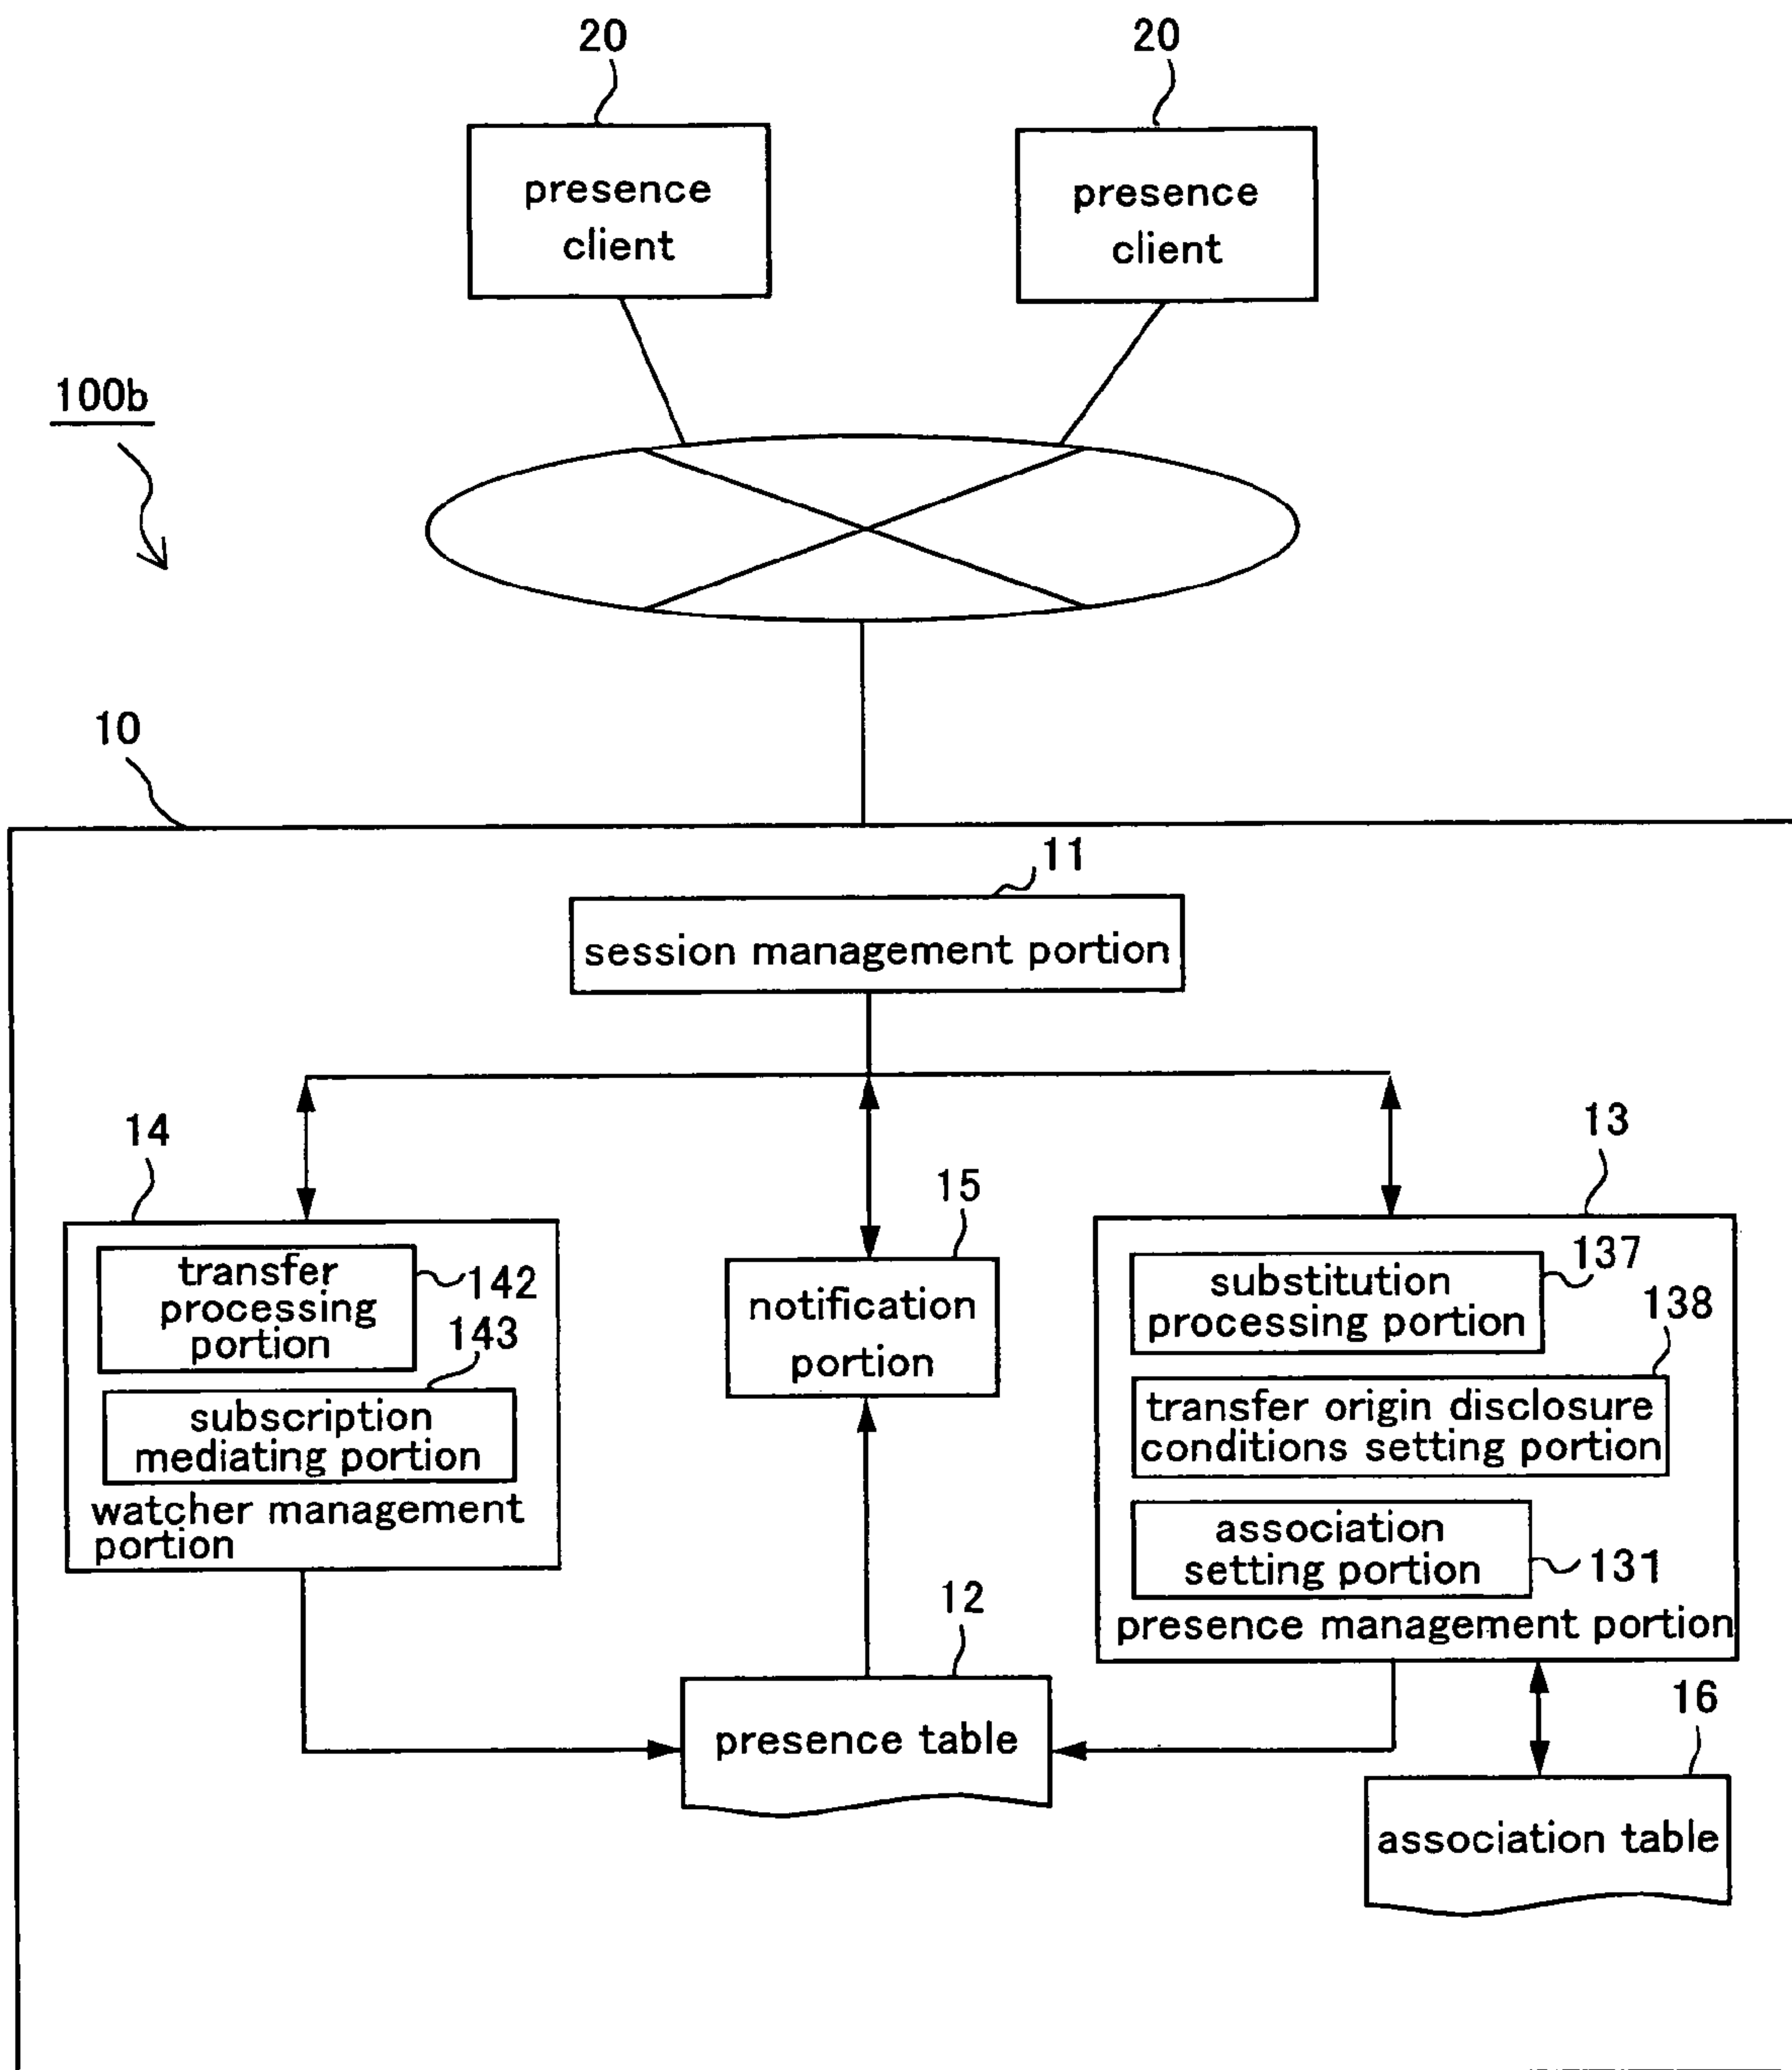 20
20
presence
client
presence
client
100b
10
11
session management portion
14
13
15
transfer
processing
portion
142
143
subscription
mediating portion
watcher management
portion
notification
portion
substitution
processing portion
137
138
transfer origin disclosure
conditions setting portion
association
setting portion
131
presence management portion
12
presence table
16
association table